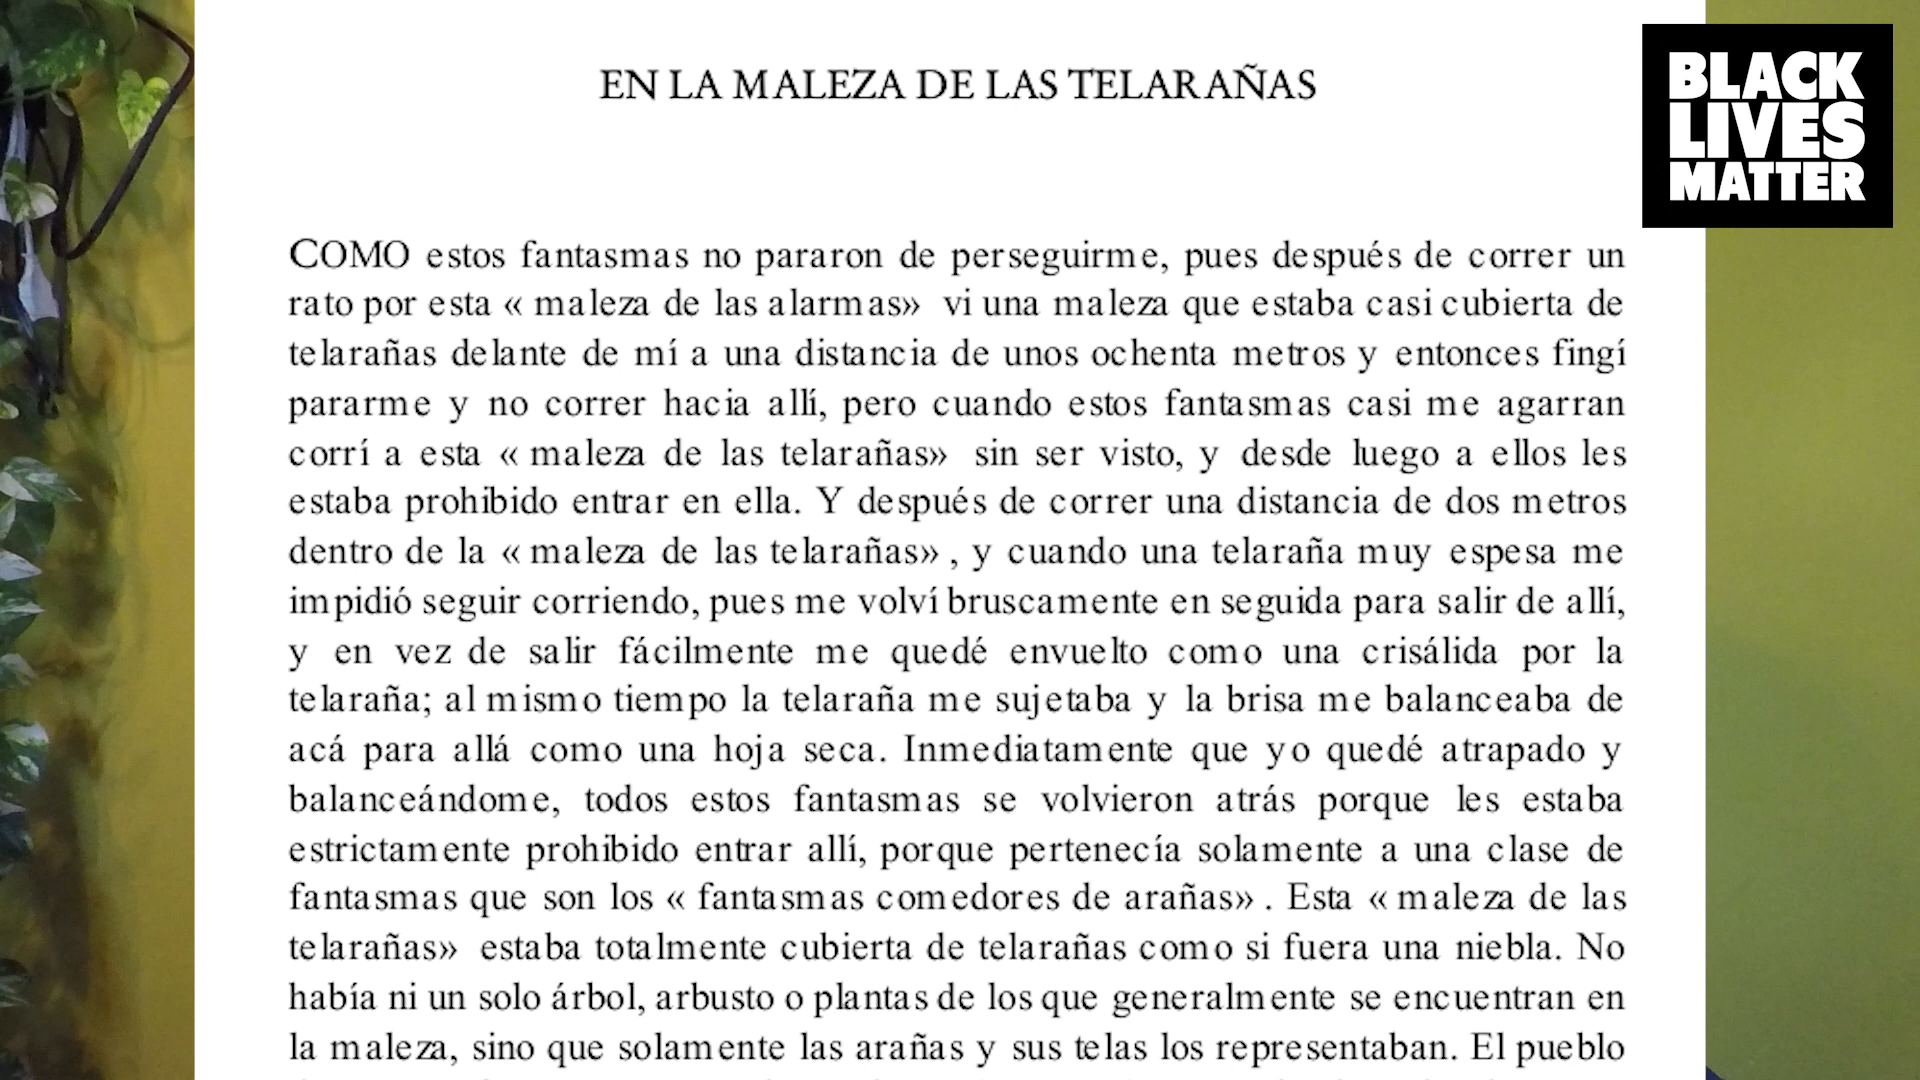 EN LA MALEZA DE LAS TELARAÑAS
BLACK
LIVES
MATTER
COMO estos fantasmas no pararon de perseguirme, pues después de correr un
rato por esta « maleza de las alarmas» vi una maleza que estaba casi cubierta de
telarañas delante de mí a una distancia de unos ochenta metros y entonces fingí
pararme y no correr hacia allí, pero cuando estos fantasmas casi me agarran
corrí a esta « maleza de las telarañas» sin ser visto, y desde luego a ellos les
estaba prohibido entrar en ella. Y después de correr una distancia de dos metros
dentro de la « maleza de las telarañas» , y cuando una telaraña muy espesa me
impidió seguir corriendo, pues me volví bruscamente en seguida para salir de allí,
y en vez de salir fácilmente me quedé envuelto como una crisálida por la
telaraña; al mismo tiempo la telaraña me sujetaba y la brisa me balanceaba de
acá para allá como una hoja seca. Inmediatamente que yo quedé atrapado y
balanceándome, todos estos fantasmas se volvieron atrás porque les estaba
estrictamente prohibido entrar allí, porque pertenecía solamente a una clase de
fantasmas que son los « fantasmas comedores de arañas» . Esta « maleza de las
telarañas» estaba totalmente cubierta de telarañas como si fuera una niebla. No
había ni un solo árbol, arbusto o plantas de los que generalmente se encuentran en
la maleza, sino que solamente las arañas y sus telas los representaban. El pueblo